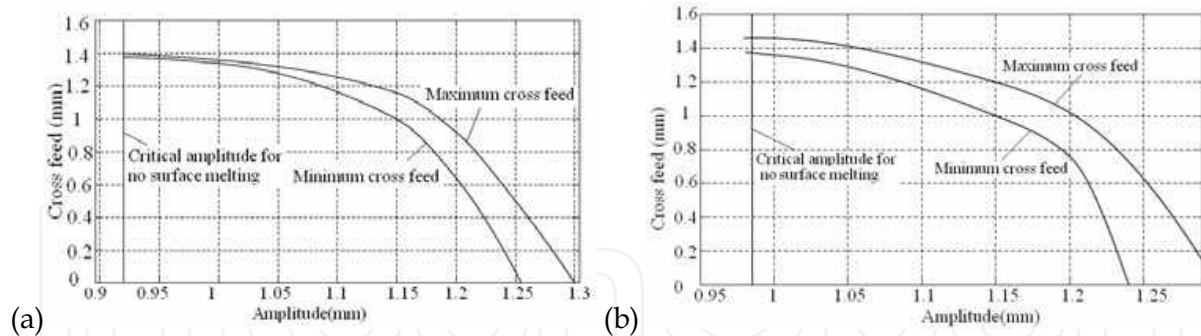 (a)
1.6
1.4
1.2
1
0.8
0.6
0.4
0.2
0
Cross feed (mm)
Maximum cross feed
Critical amplitude for
no surface melting
Minimum cross feed
0.9 0.95 1 1.05 1.1 1.15 1.2 1.25 1.3
Amplitude(mm)
(b)
1.6
1.4
1.2
1
0.8
0.6
0.4
0.2
0
Cross feed (mm)
Maximum cross feed
Critical amplitude for
no surface melting
Minimum cross feed
0.95 1 1.05 1.1 1.15 1.2
Amplitude(mm)